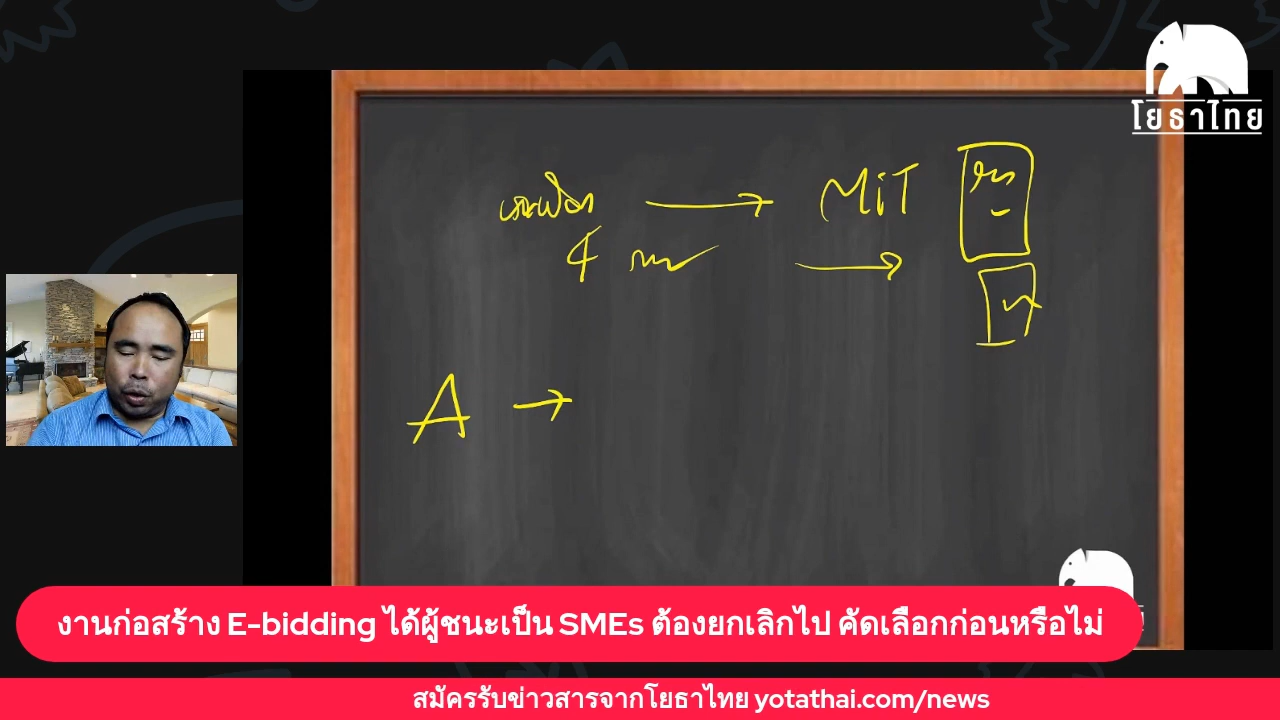 โยธาไทย
MiT
4
A →
งานก่อสร้าง E-bidding ได้ผู้ชนะเป็น SMEs ต้องยกเลิกไป คัดเลือกก่อนหรือไม่
สมัครรับข่าวสารจากโยธาไทย yotathai.com/news